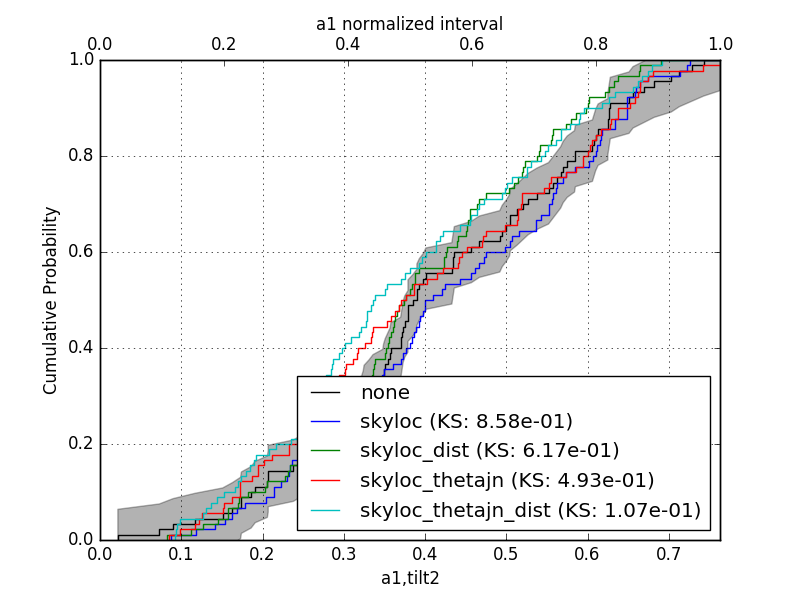 a1 normalized interval
0.0 0.2 0.4 0.6 0.8 1.0
1.0
0.8
0.6
0.4
0.2
0.0
Cumulative Probability
none
skyloc (KS: 8.58e-01)
skyloc_dist (KS: 6.17e-01)
skyloc_thetajn (KS: 4.93e-01)
skyloc_thetajn_dist (KS: 1.07e-01)
0.0 0.1 0.2 0.3 0.4 0.5 0.6 0.7
a1,tilt2